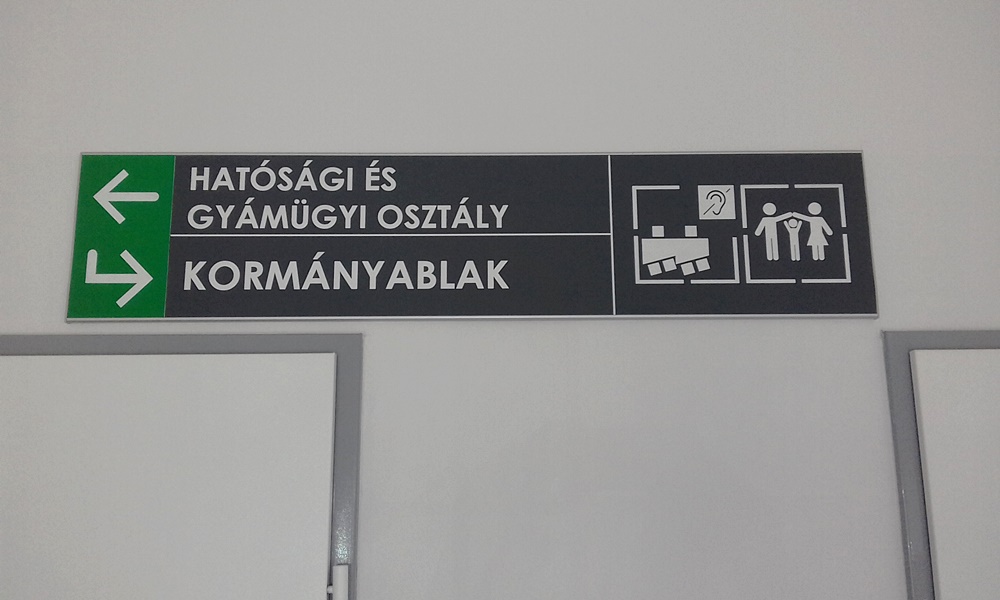 HATÓSÁGI ÉS
GYÁMÜGYI OSZTÁLY
KORMÁNYABLAK